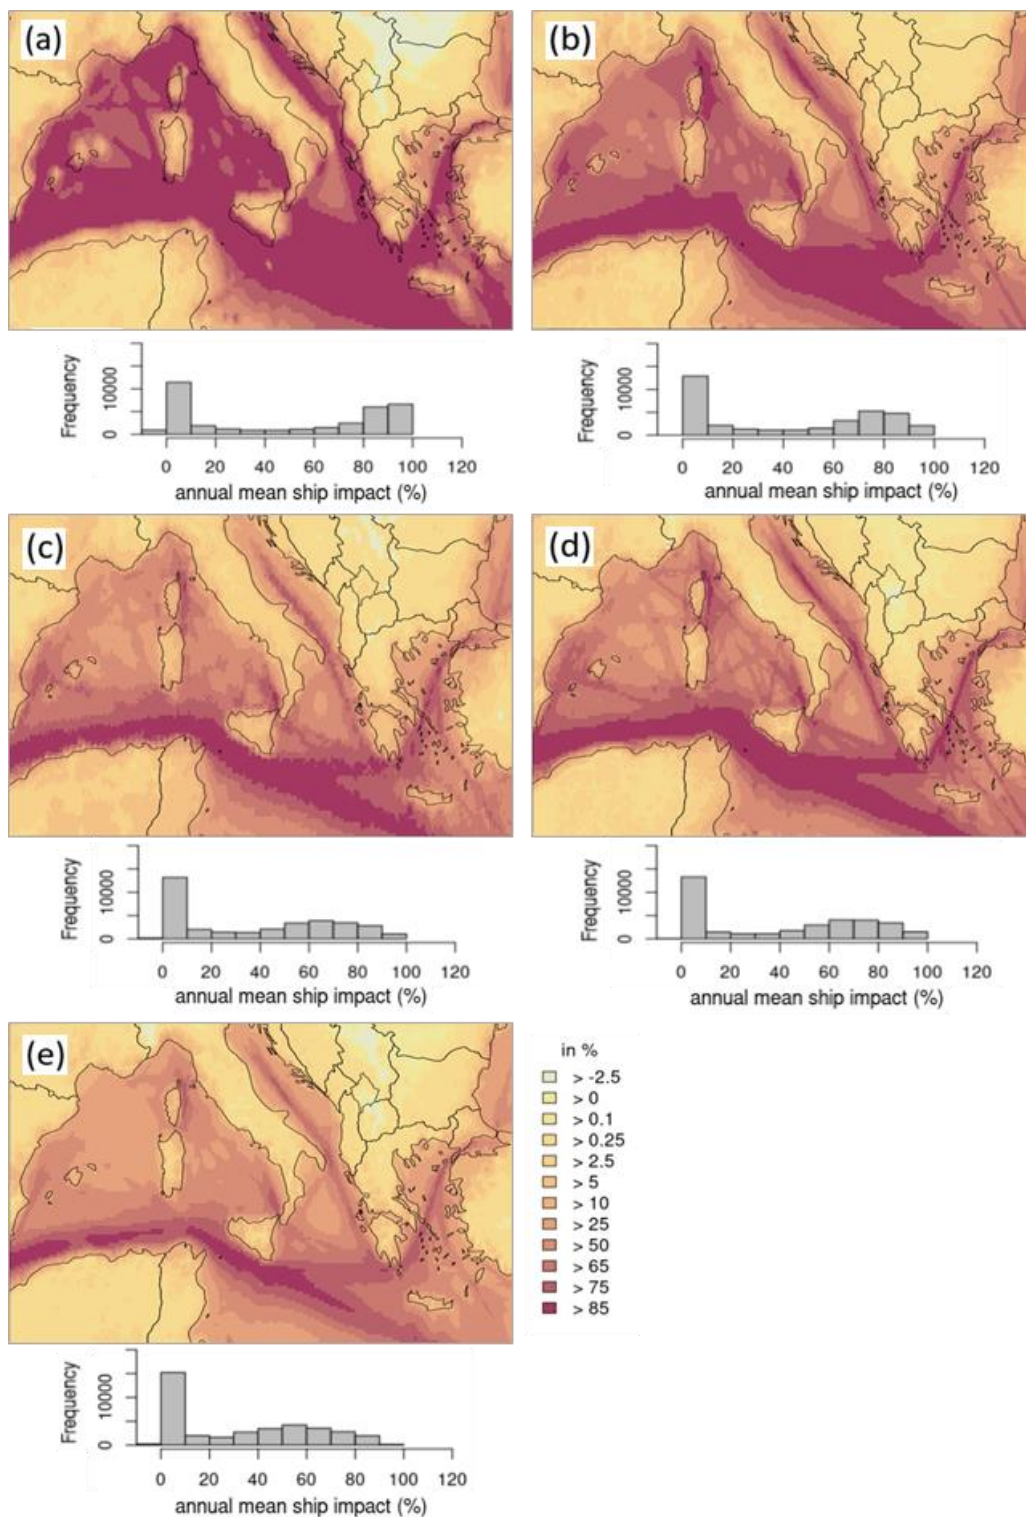 (a)
(b)
Frequency
10000
0
0 20 40 60 80 100 120
annual mean ship impact (%)
Frequency
10000
0
0 20 40 60 80 100 120
annual mean ship impact (%)
(c)
(d)
Frequency
10000
0
0 20 40 60 80 100 120
annual mean ship impact (%)
Frequency
10000
0
0 20 40 60 80 100 120
annual mean ship impact (%)
(e)
in %
> -2.5
> 0
> 0.1
> 0.25
> 2.5
> 5
> 10
> 25
> 50
> 65
> 75
> 85
Frequency
10000
0
0 20 40 60 80 100 120
annual mean ship impact (%)